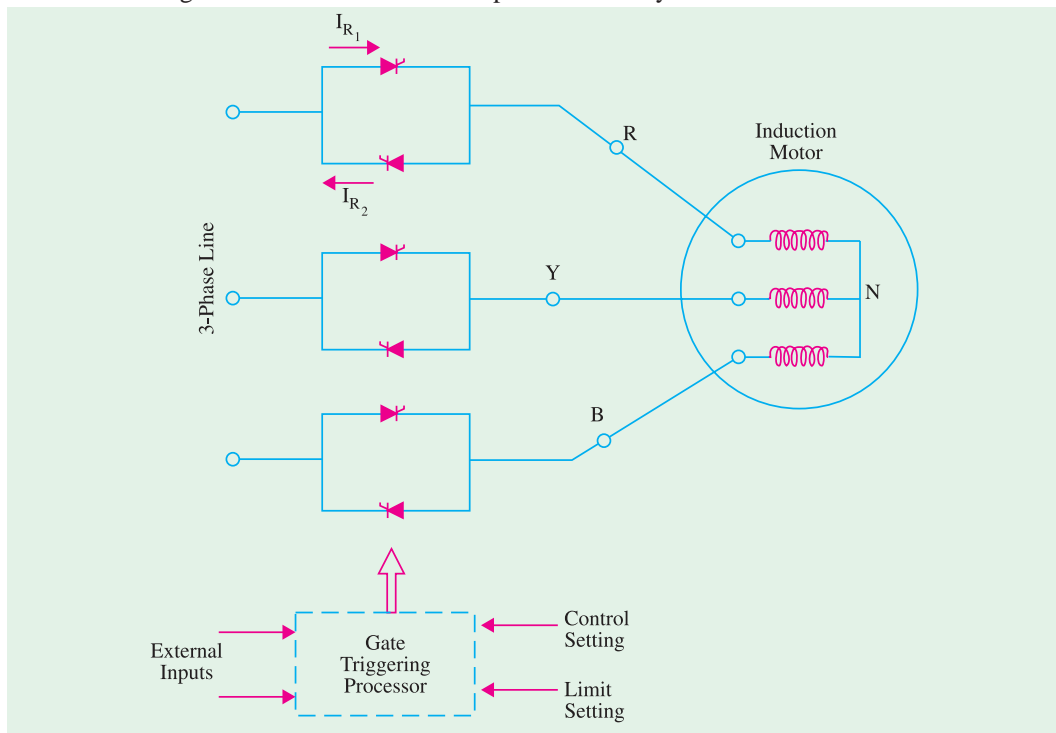 I_R1
R
Induction
Motor
I_R2
3-Phase Line
Y
N
B
Gate
Triggering
Processor
External
Inputs
Control
Setting
Limit
Setting